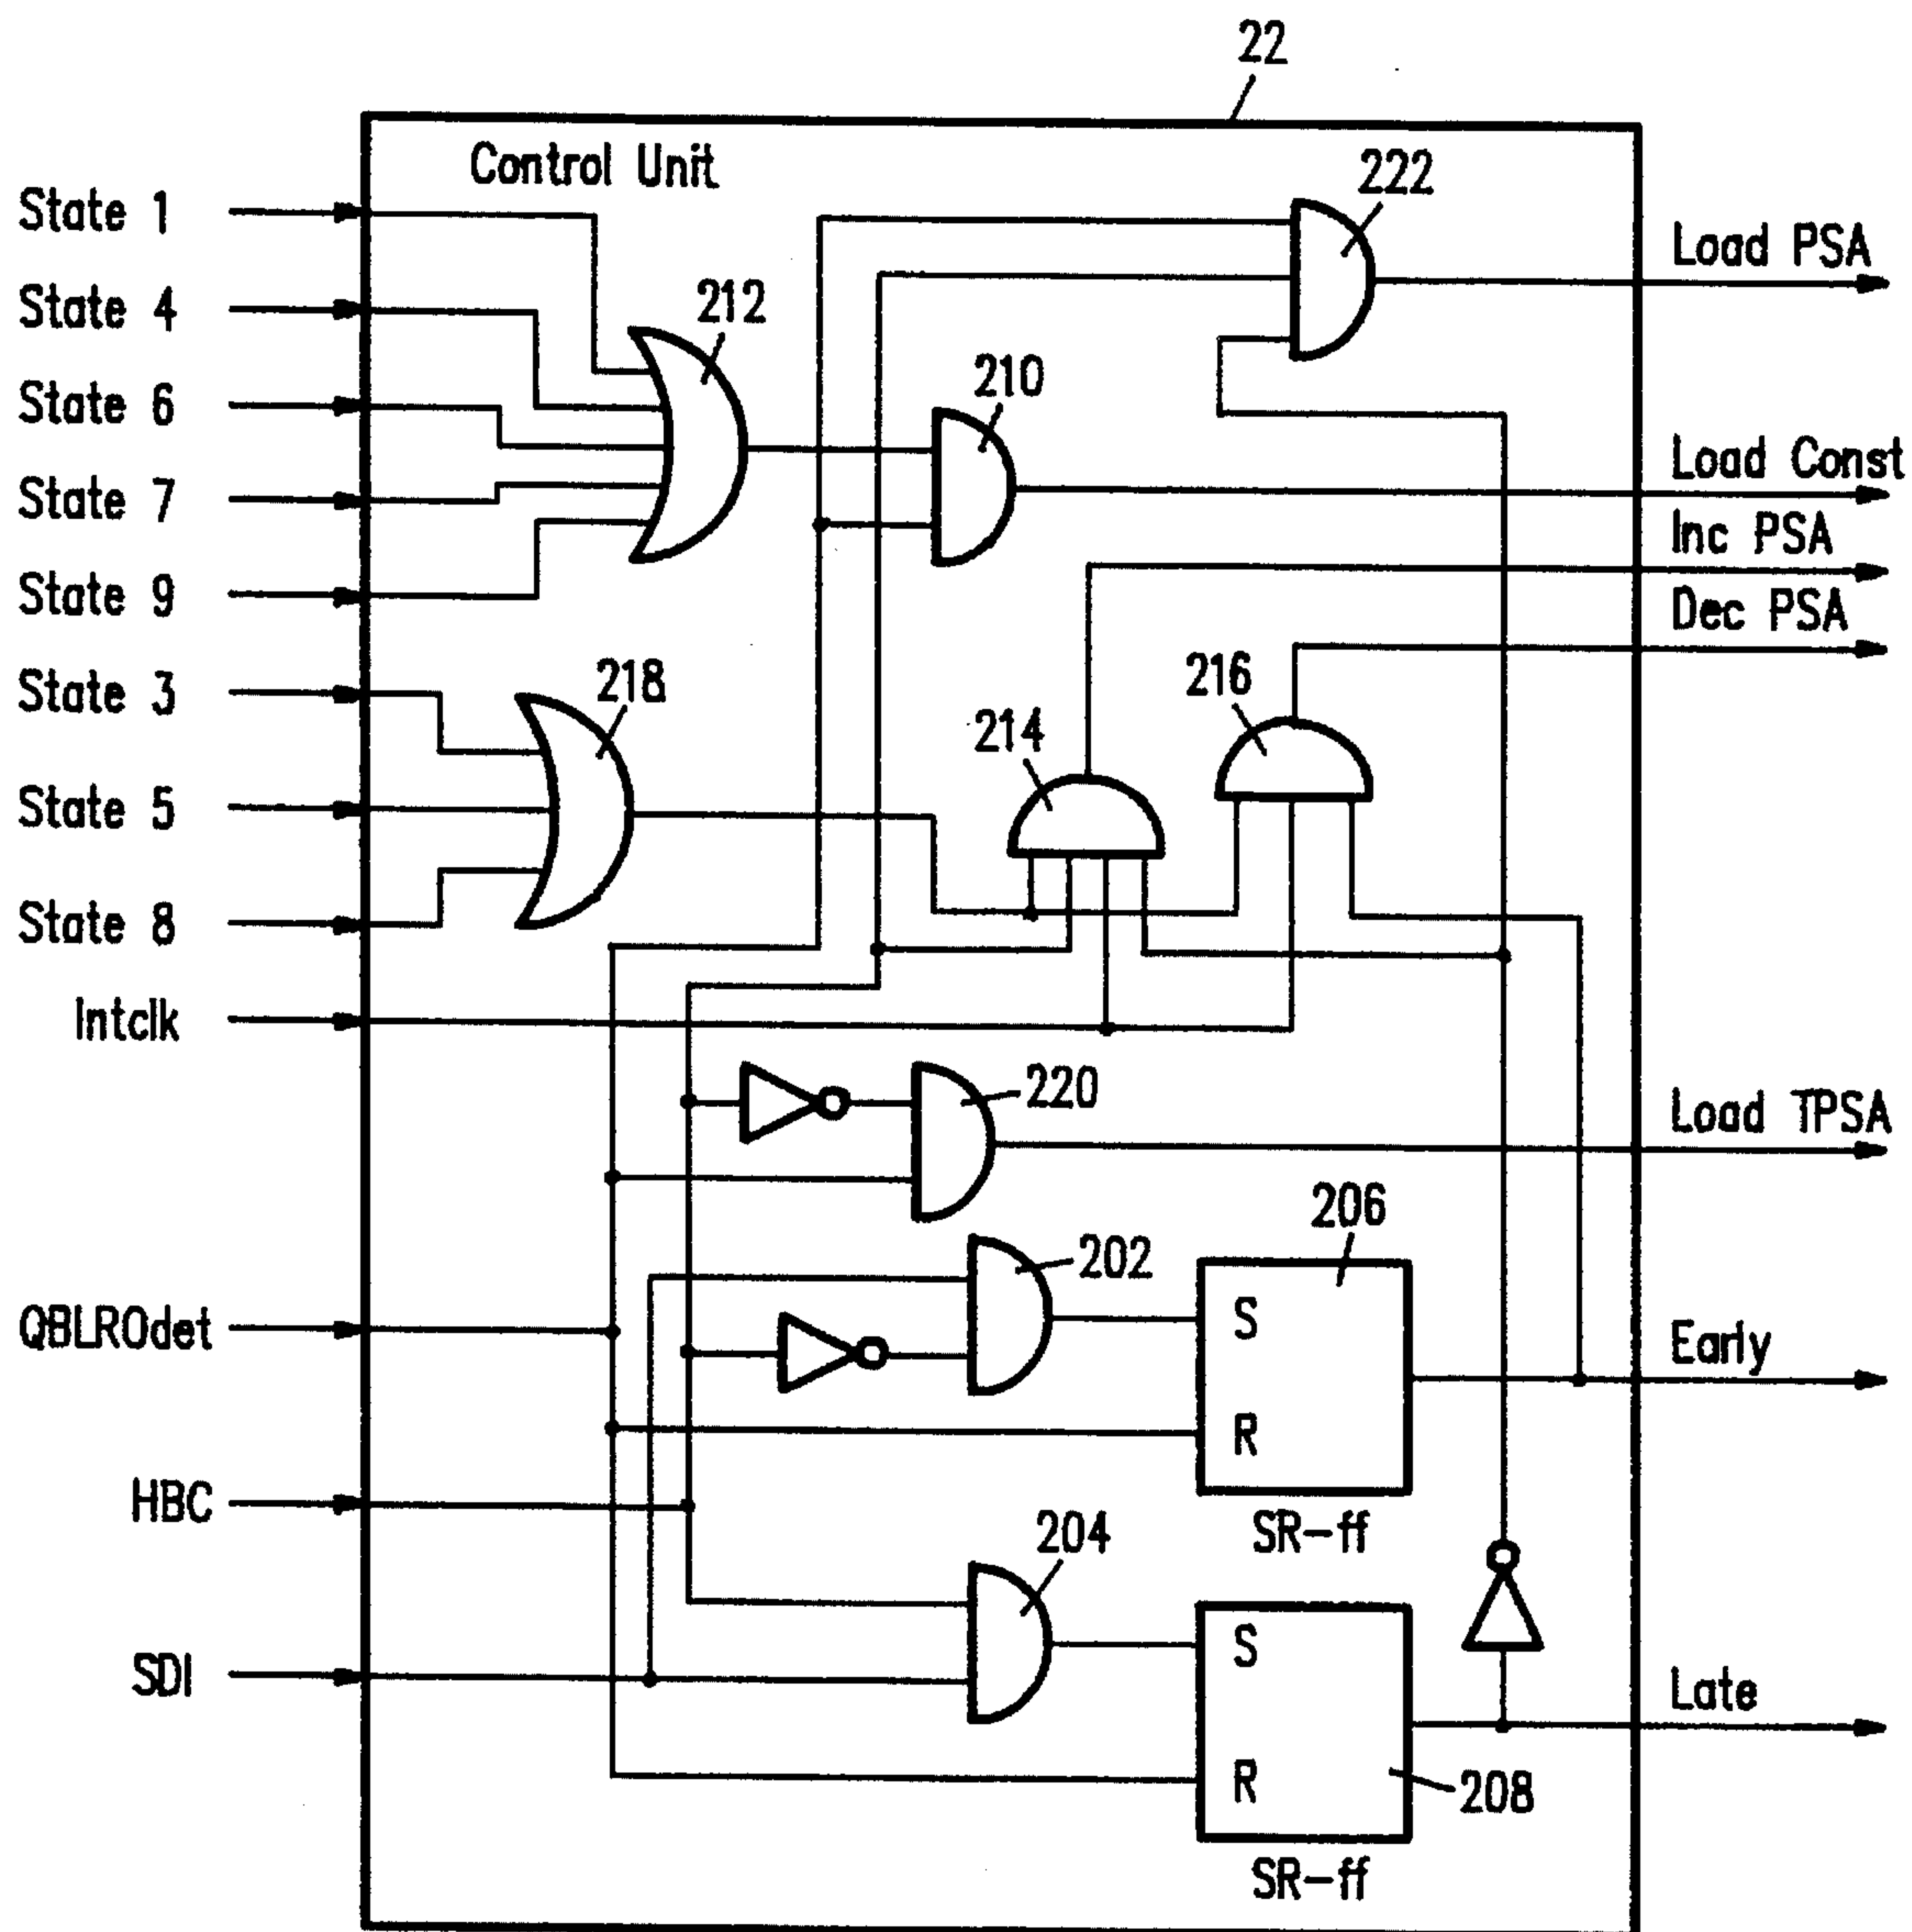 22
Control Unit
222
State 1
Load PSA
State 4
212
210
State 6
Load Const
State 7
Inc PSA
State 9
Dec PSA
State 3
218
216
214
State 5
State 8
Intclk
220
Load TPSA
206
202
QBLROdet
S
Early
R
HBC
SR-ff
204
S
SDI
Late
R
208
SR-ff